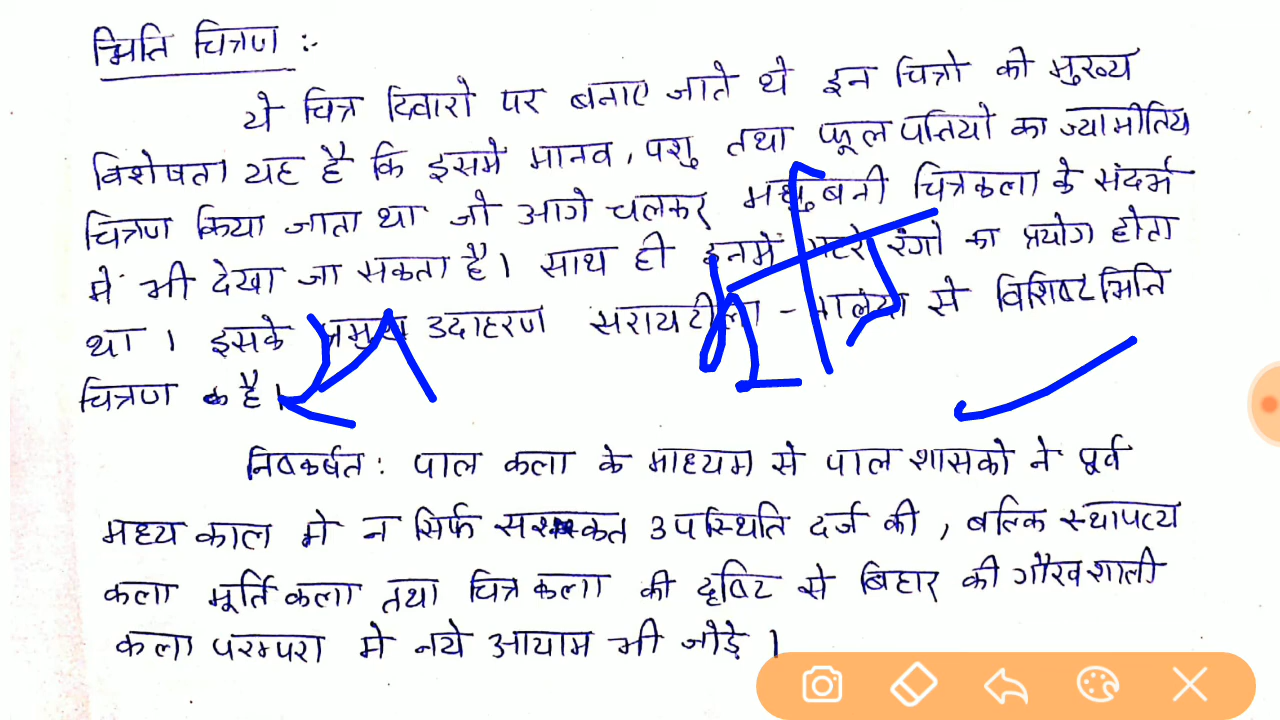 भिति चित्रण :-
ये चित्र दिवारो पर बनाए जाते थे इन चित्रो की मुख्य
विशेषता यह है कि इसमें मानव, पशु तथा फूल पत्तियो का ज्यामीतिय
चित्रण किया जाता था जो आगे चलकर मधुबनी चित्रकला के संदर्भ
में भी देखा जा सकता है। साथ ही इनमें रंगो का प्रयोग होता
था । इसके प्रमुख उदाहरण सरायटीला - नालंदा से विशिष्ट भित्ति
चित्रण है।
निष्कर्षत : पाल कला के माध्यम से पाल शासको ने पूर्व
मध्य काल मे न सिर्फ उपस्थिति दर्ज की , बल्कि स्थापत्य
कला मूर्ति कला तथा चित्र कला की दृष्टि से बिहार की गौरवशाली
कला परम्परा मे नये आयाम भी जोड़े ।